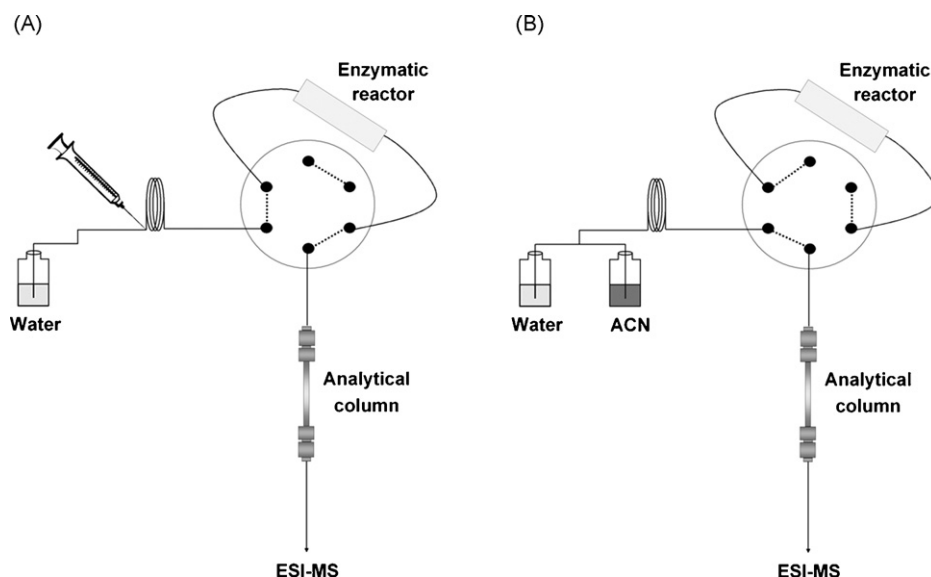 (A)
Enzymatic
reactor
Water
Analytical
column
ESI-MS
(B)
Enzymatic
reactor
Water
ACN
Analytical
column
ESI-MS